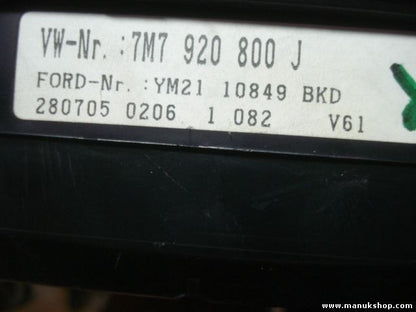 VW-Nr. :7M7 920 800 J
FORD-Nr. :YM21 10849 BKD
280705 0206 1 082 V61
www.manukshop.com